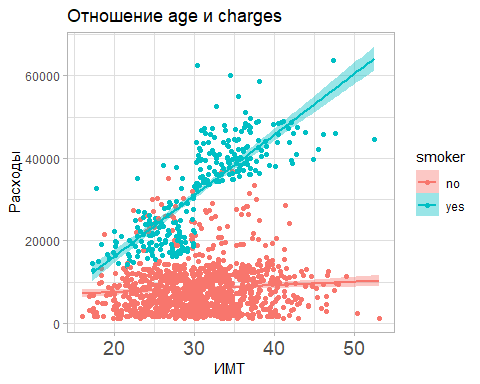 Отношение age и charges
60000
40000
20000
0
Расходы
20
30
40
50
ИМТ
smoker
no
yes